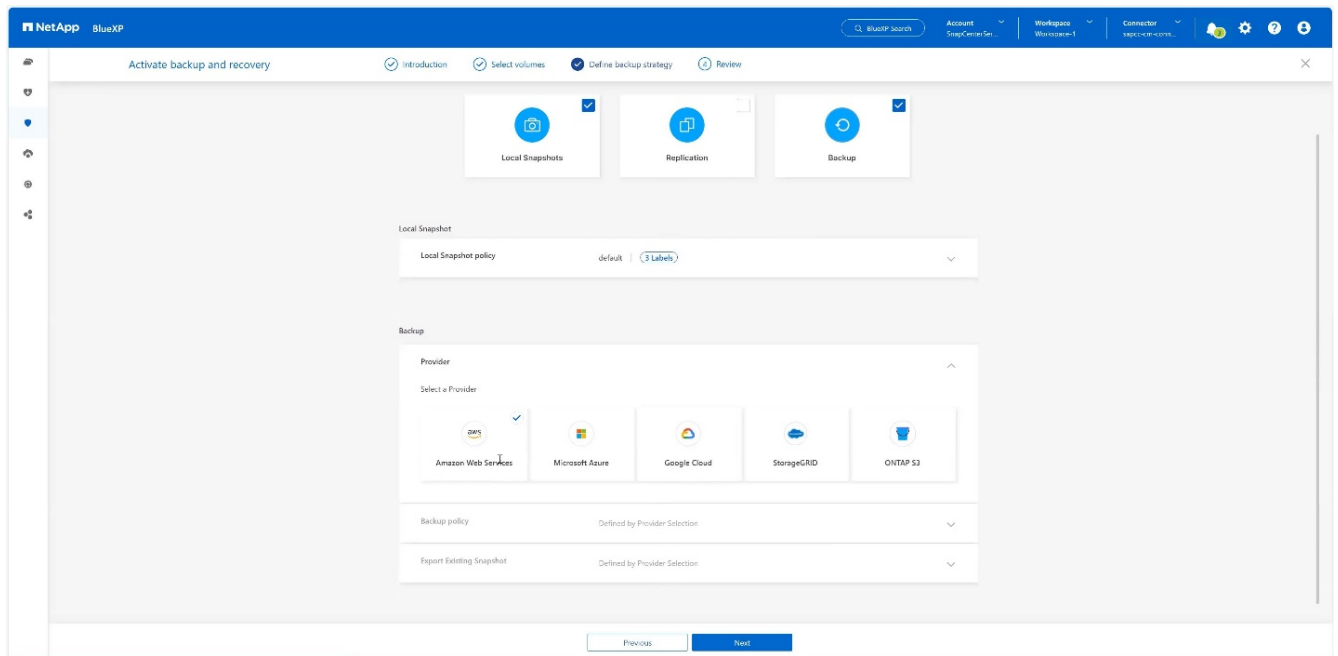 NetApp BlueXP
BlueXP Search
Account
SnapCenterSer...
Workspace
Workspace-1
Connector
sapcc-cm-conn...
Activate backup and recovery
Introduction
Select volumes
Define backup strategy
4 Review
Local Snapshots
Replication
Backup
Local Snapshot
Local Snapshot policy
default | 3 Labels
Backup
Provider
Select a Provider
aws
Amazon Web Services
Microsoft Azure
Google Cloud
StorageGRID
ONTAP S3
Backup policy
Defined by Provider Selection
Export Existing Snapshot
Defined by Provider Selection
Previous
Next